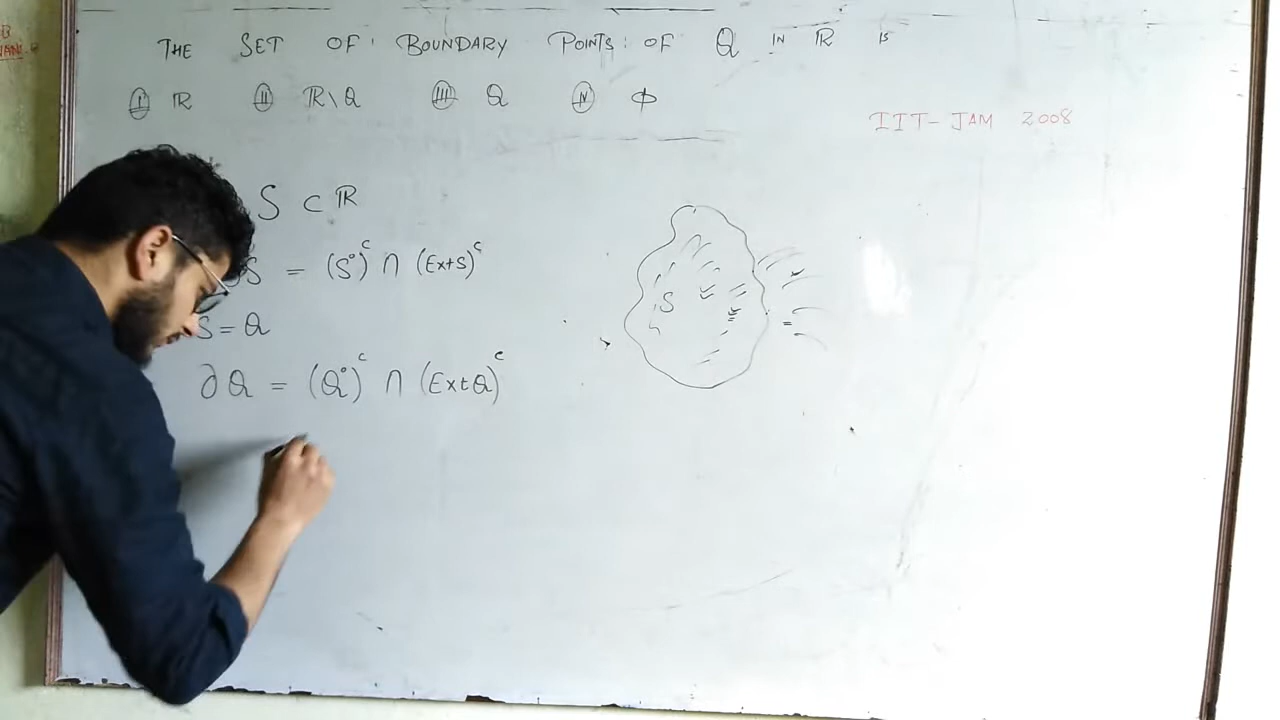 THE SET OF BOUNDARY POINTS OF Q IN ℝ IS
I ℝ II ℝ\Q III Q IV ϕ
IIT-JAM 2008
S ⊂ ℝ
S = (S°)ᶜ ∩ (Ext S)ᶜ
S = Q
∂Q = (Q°)ᶜ ∩ (Ext Q)ᶜ
S